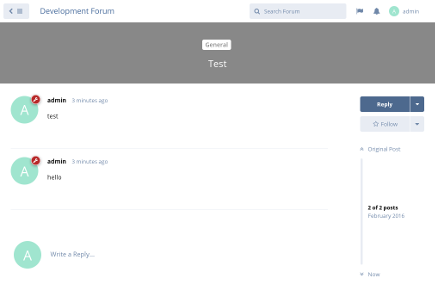 Development Forum
Search Forum
A admin
General
Test
A admin 3 minutes ago
test
Reply
Follow
Original Post
A admin 3 minutes ago
hello
2 of 2 posts
February 2016
A Write a Reply...
Now